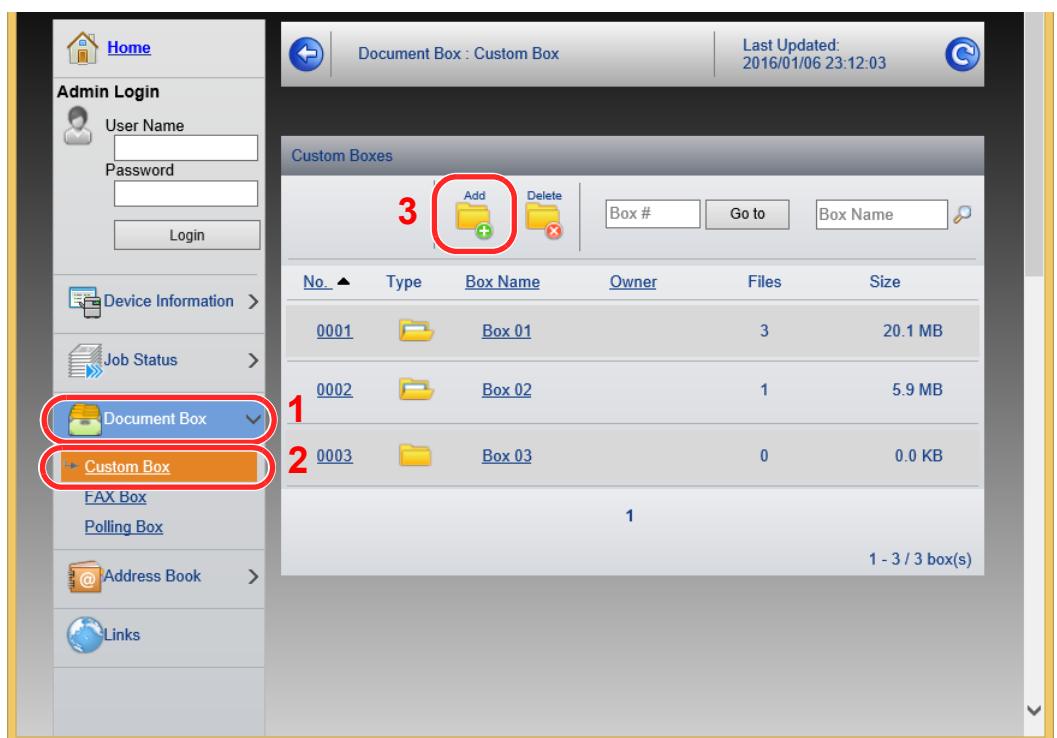 Home
Document Box : Custom Box
Last Updated:
2016/01/06 23:12:03
Admin Login
User Name
Password
Login
Device Information
Job Status
Document Box
1
Custom Box
2
FAX Box
Polling Box
Address Book
Links
Custom Boxes
3
Add
Delete
Box #
Go to
Box Name
No. Type Box Name Owner Files Size
0001 Box 01 3 20.1 MB
0002 Box 02 1 5.9 MB
0003 Box 03 0 0.0 KB
1
1 - 3 / 3 box(s)